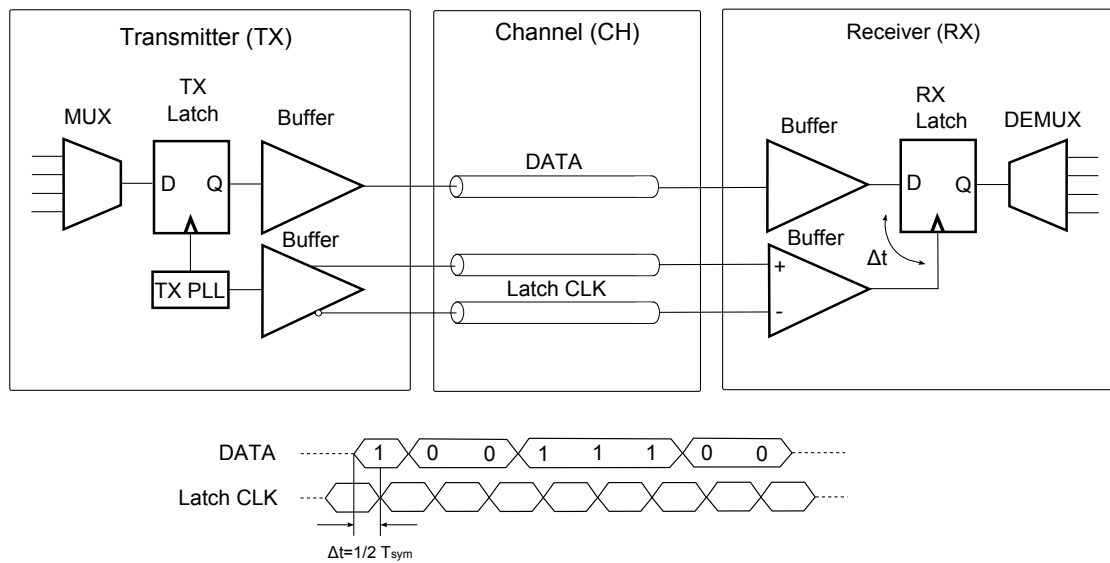 Transmitter (TX)
Channel (CH)
Receiver (RX)
TX
Latch
MUX
Buffer
D
Q
Buffer
TX PLL
DATA
Latch CLK
RX
Latch
DEMUX
Buffer
D
Q
Buffer
Δt
+
-
DATA
1 0 0 1 1 1 0 0
Latch CLK
Δt=1/2 Tsym